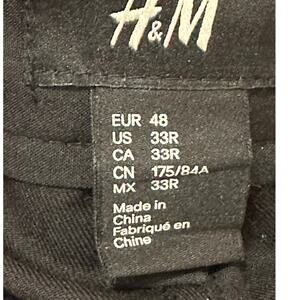 H&M
EUR 48
US 33R
CA 33R
CN 175/84A
MX 33R
Made in
China
Fabriqué en
Chine